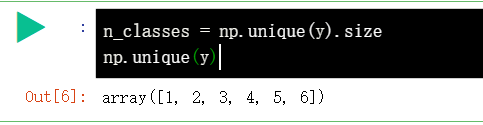 :
n_classes = np.unique(y).size
np.unique(y)
Out[6]: array([1, 2, 3, 4, 5, 6])